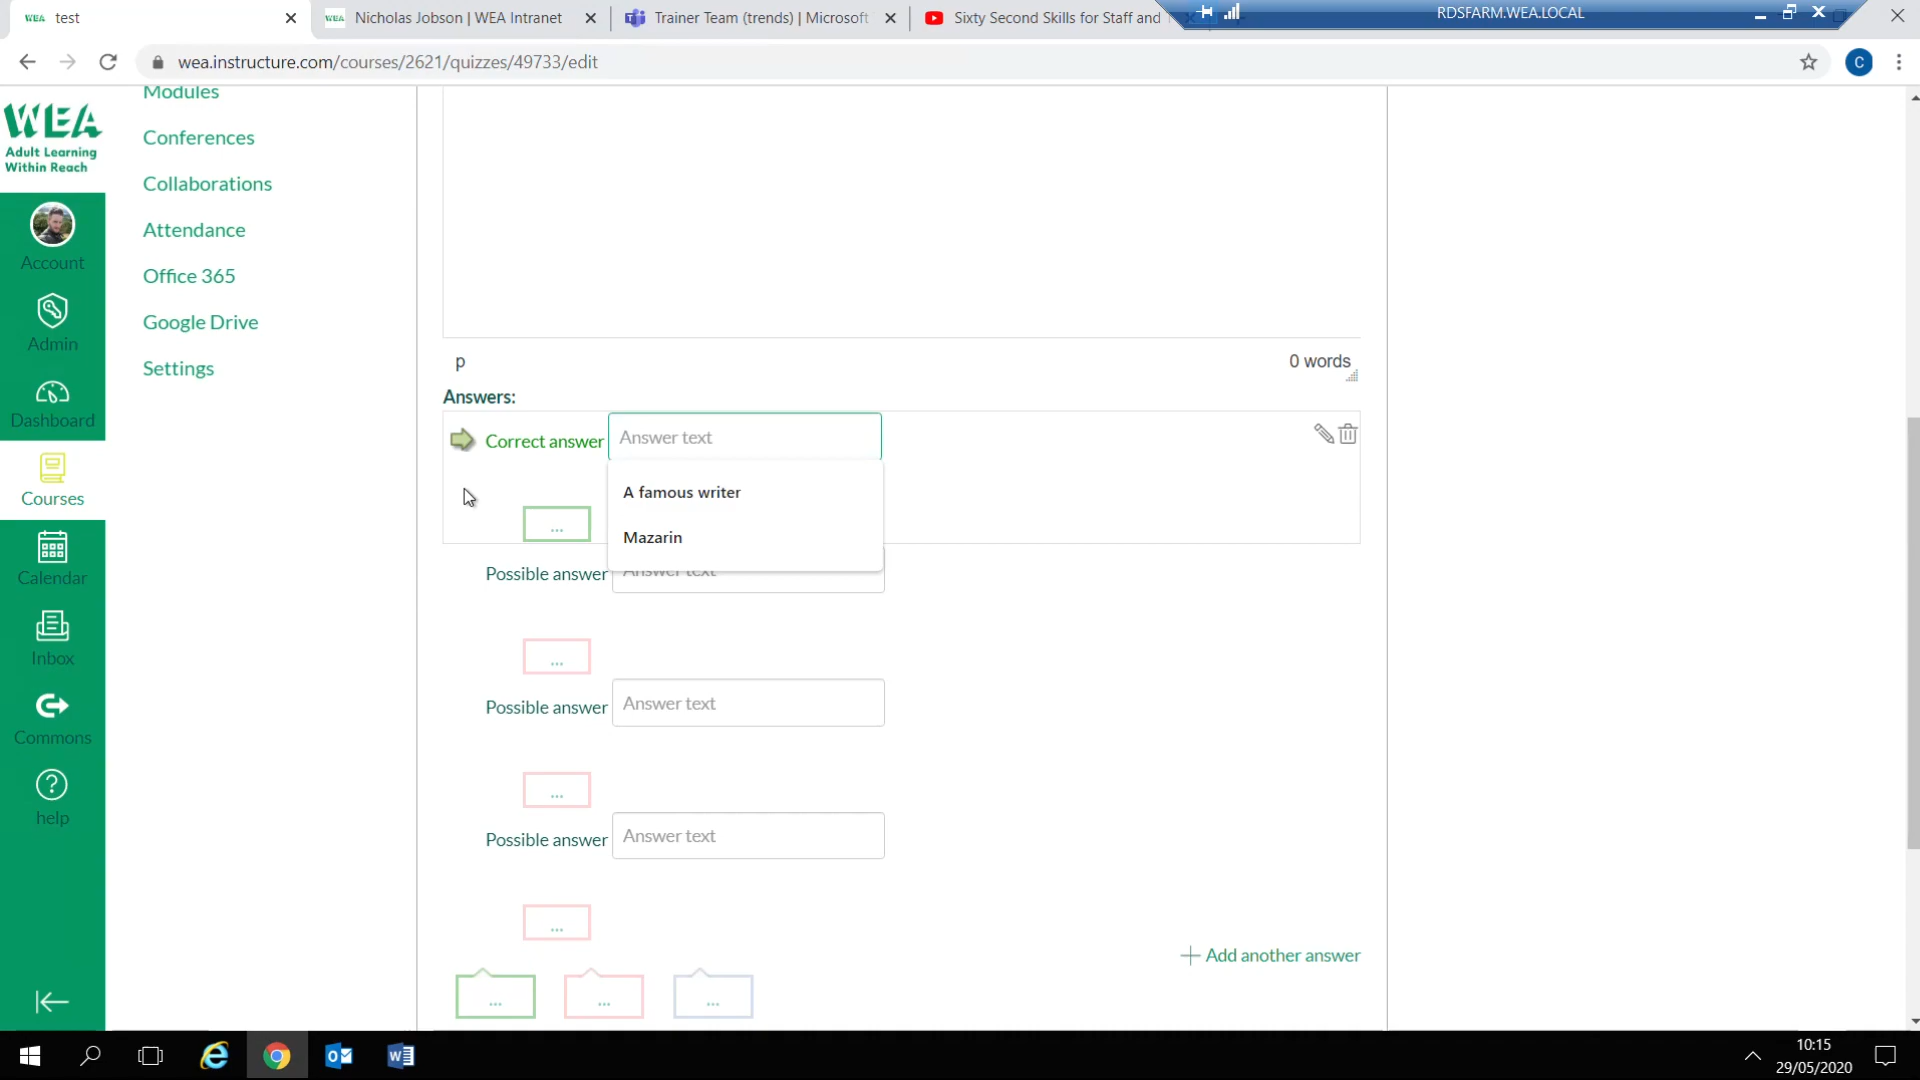 WEA test
WEA Nicholas Jobson | WEA Intranet
Trainer Team (trends) | Microsoft
Sixty Second Skills for Staff and
RDSFARM.WEA.LOCAL
wea.instructure.com/courses/2621/quizzes/49733/edit
C
WEA
Adult Learning
Within Reach
Account
Admin
Dashboard
Courses
Calendar
Inbox
Commons
help
Modules
Conferences
Collaborations
Attendance
Office 365
Google Drive
Settings
p
0 words
Answers:
Correct answer Answer text
A famous writer
Mazarin
...
Possible answer Answer text
...
Possible answer Answer text
...
Possible answer Answer text
...
Add another answer
... ... ...
10:15
29/05/2020